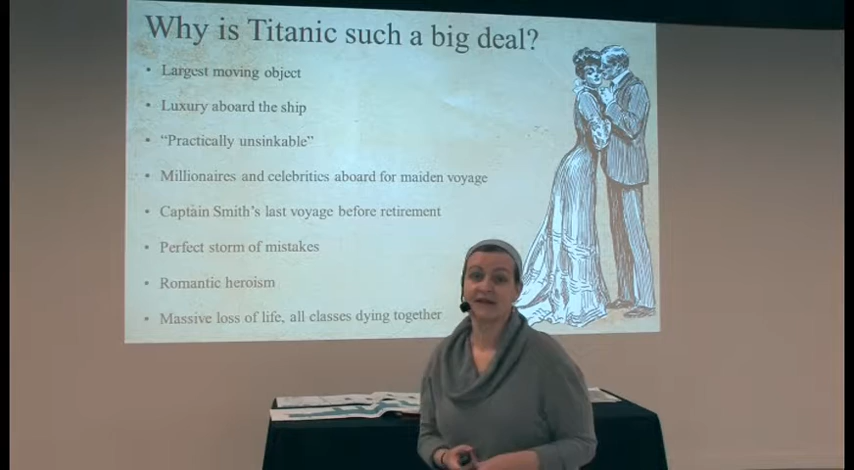 Why is Titanic such a big deal?
• Largest moving object
• Luxury aboard the ship
• "Practically unsinkable"
• Millionaires and celebrities aboard for maiden voyage
• Captain Smith's last voyage before retirement
• Perfect storm of mistakes
• Romantic heroism
• Massive loss of life, all classes dying together